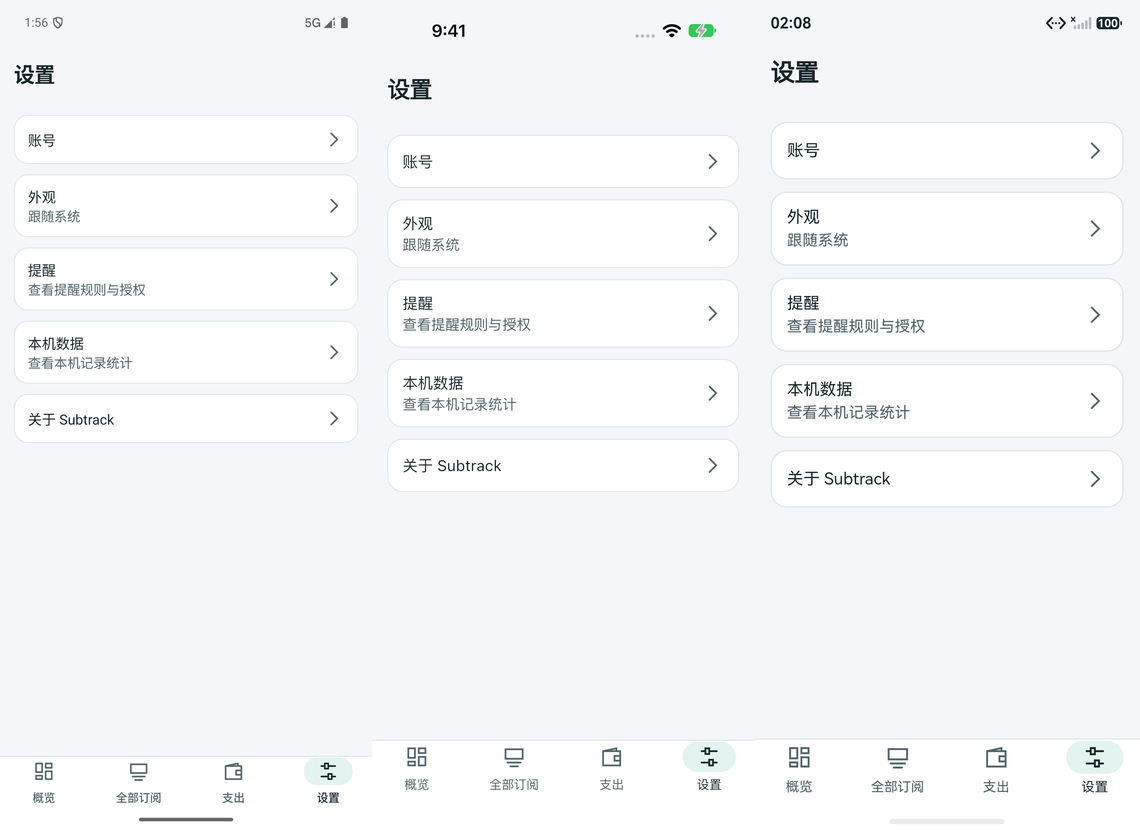 1:56
5G
设置
账号
外观
跟随系统
提醒
查看提醒规则与授权
本机数据
查看本机记录统计
关于 Subtrack
概览
全部订阅
支出
设置
9:41
设置
账号
外观
跟随系统
提醒
查看提醒规则与授权
本机数据
查看本机记录统计
关于 Subtrack
概览
全部订阅
支出
设置
02:08
100
设置
账号
外观
跟随系统
提醒
查看提醒规则与授权
本机数据
查看本机记录统计
关于 Subtrack
概览
全部订阅
支出
设置